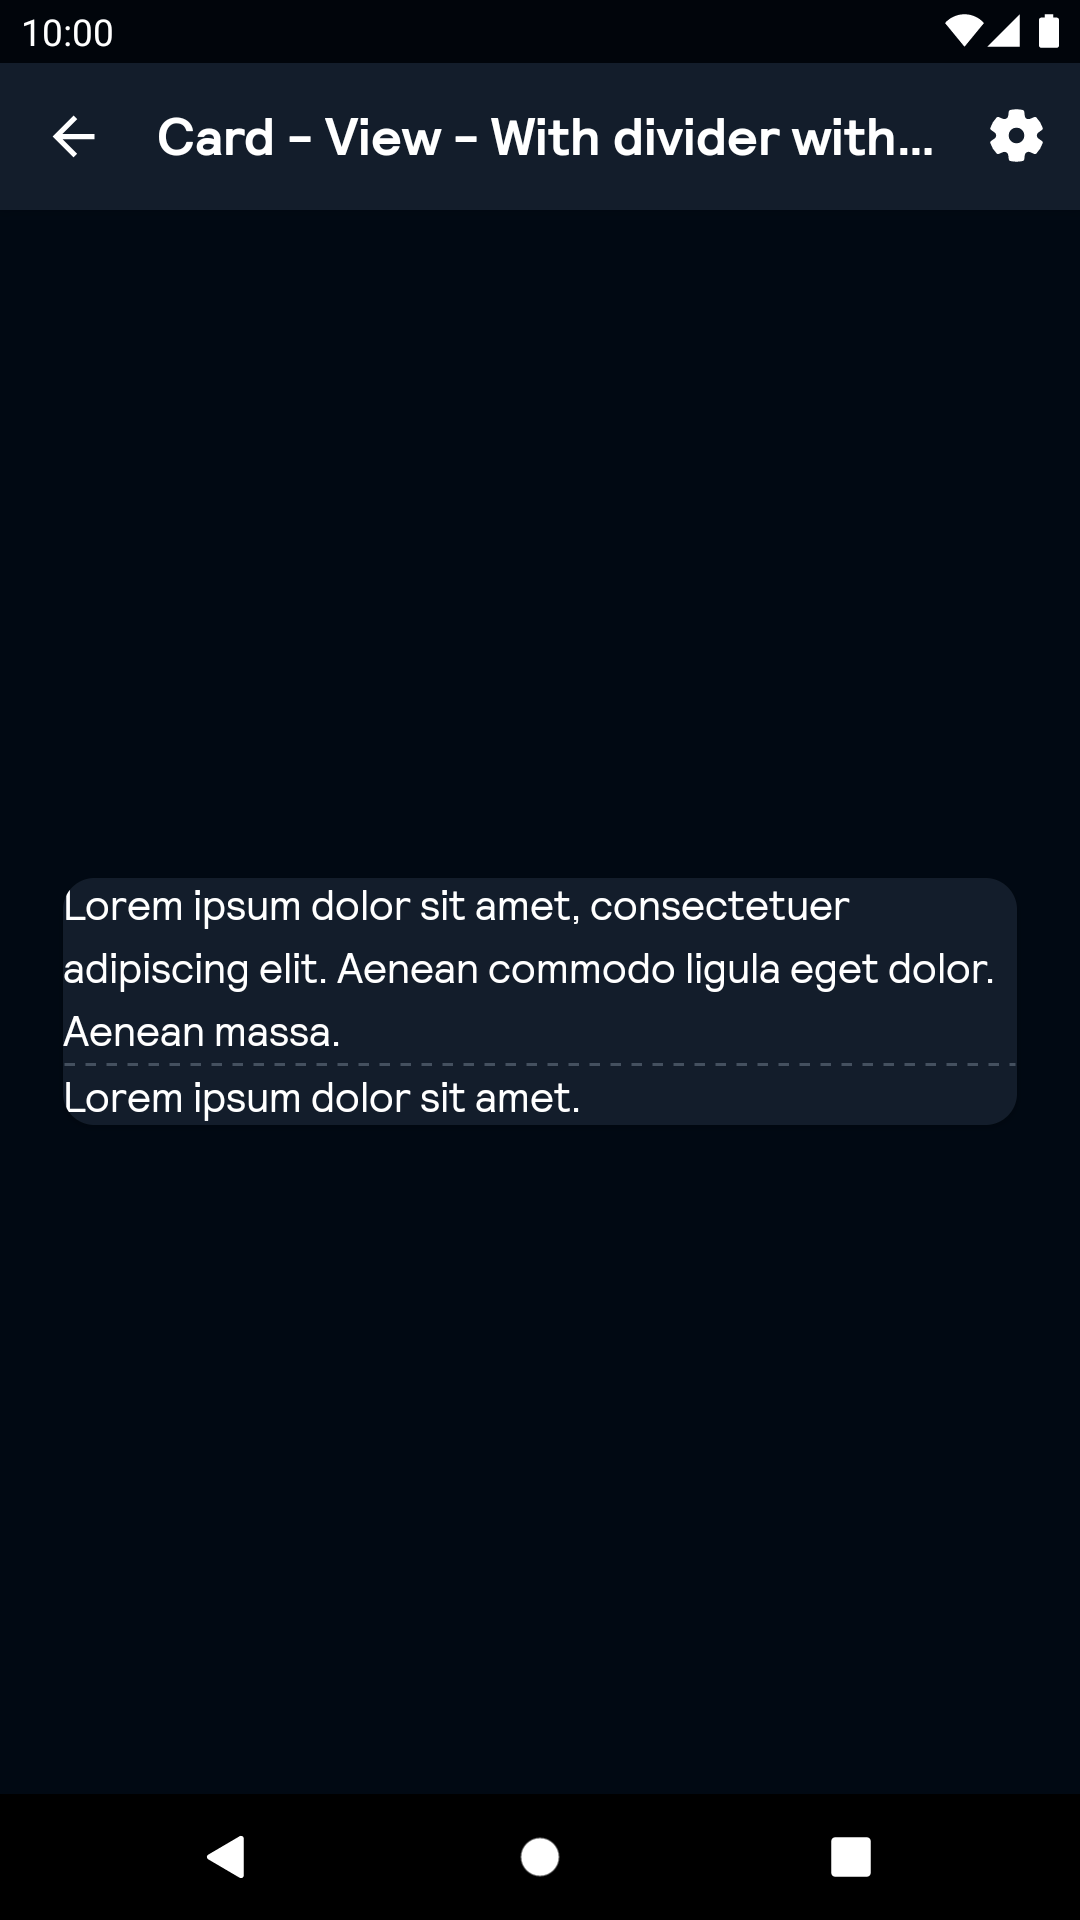 10:00
Card - View - With divider with...
Lorem ipsum dolor sit amet, consectetuer
adipiscing elit. Aenean commodo ligula eget dolor.
Aenean massa.
Lorem ipsum dolor sit amet.